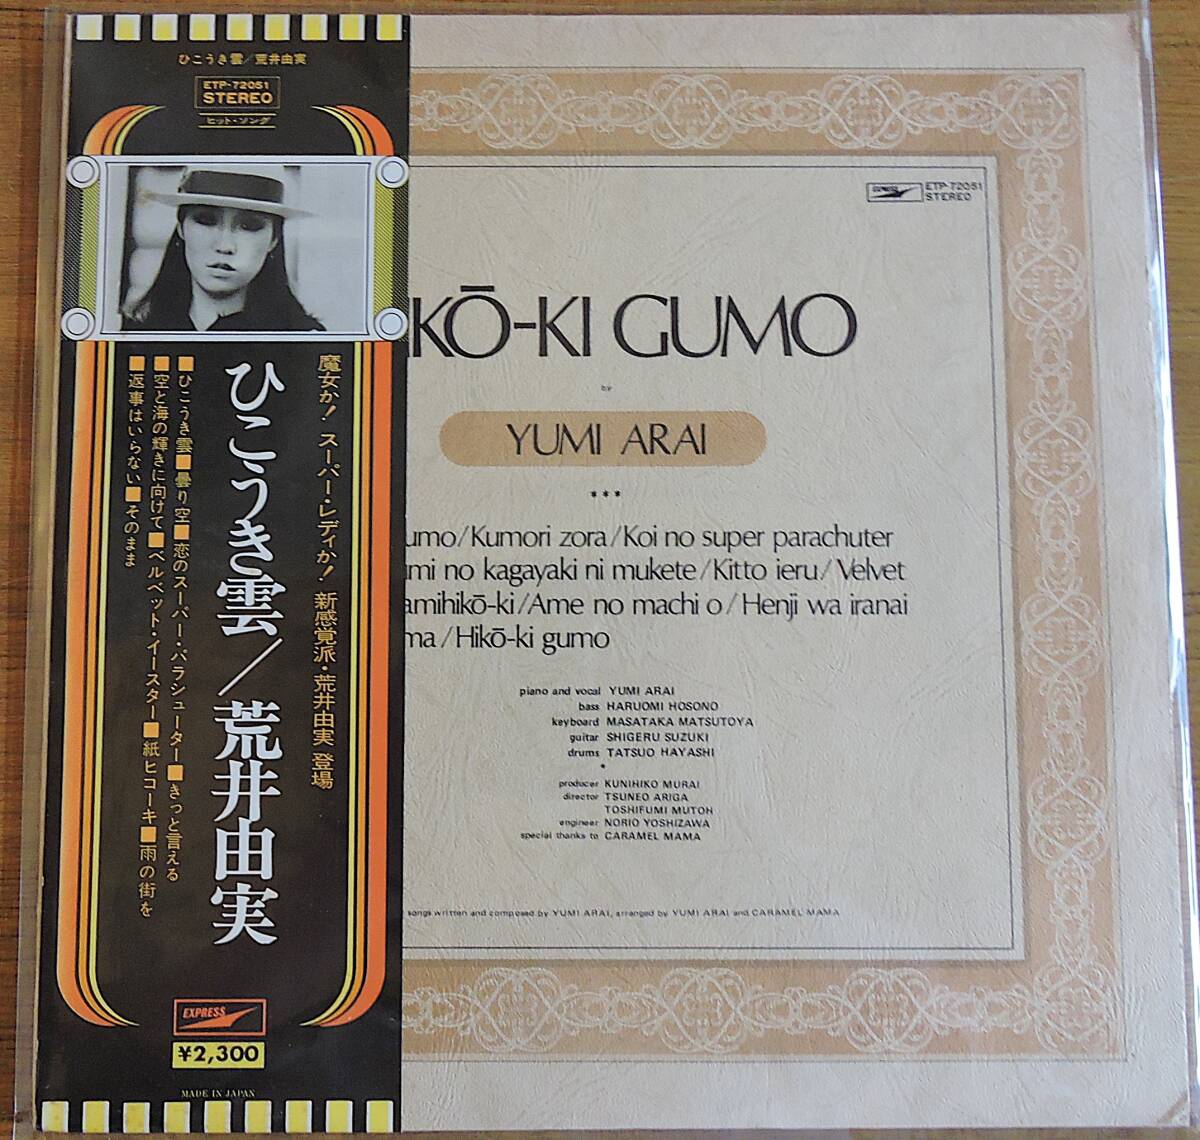 ひこうき雲/荒井由実
ETP-72051
STEREO
ヒット・ソング
魔女か! スーパー・レディか! 新感覚派・荒井由実 登場
ひこうき雲/荒井由実
■ひこうき雲■曇り空■恋のスーパー・パラシューター■きっと言える
■空と海の輝きに向けて■ベルベット・イースター■紙ヒコーキ■雨の街を
■返事はいらない■そのまま
EXPRESS
¥2,300
MADE IN JAPAN
EXPRESS
ETP-72051
STEREO
KŌ-KI GUMO
by
YUMI ARAI
***
umo/Kumori zora/Koi no super parachuter
umi no kagayaki ni mukete/Kitto ieru/Velvet
amihikō-ki/Ame no machi o/Henji wa iranai
ma/Hikō-ki gumo
piano and vocal YUMI ARAI
bass HARUOMI HOSONO
keyboard MASATAKA MATSUTOYA
guitar SHIGERU SUZUKI
drums TATSUO HAYASHI
*
producer KUNIHIKO MURAI
director TSUNEO ARIGA
TOSHIFUMI MUTOH
engineer NORIO YOSHIZAWA
special thanks to CARAMEL MAMA
songs written and composed by YUMI ARAI, arranged by YUMI ARAI and CARAMEL MAMA